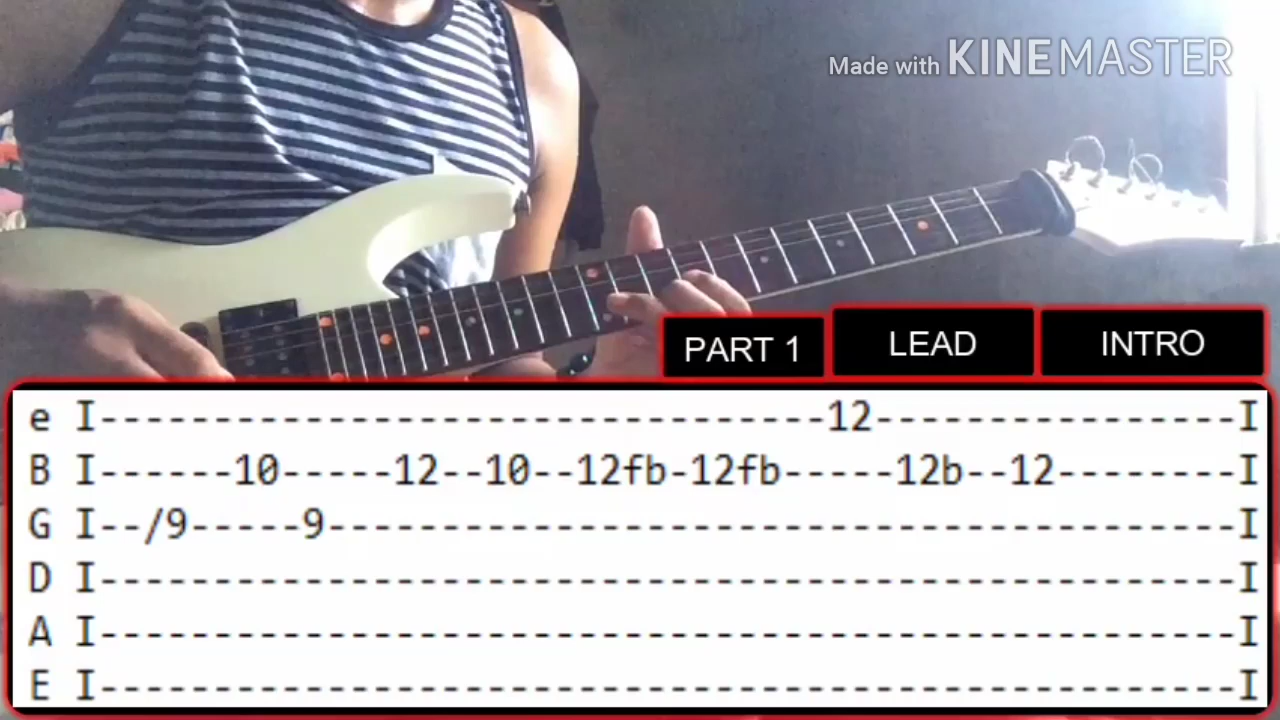 Made with KINEMASTER
PART 1 LEAD INTRO
e I-------------------------------12----------------I
B I------10-----12--10--12fb-12fb-----12b--12--------I
G I--/9-----9---------------------------------------I
D I-------------------------------------------------I
A I-------------------------------------------------I
E I-------------------------------------------------I